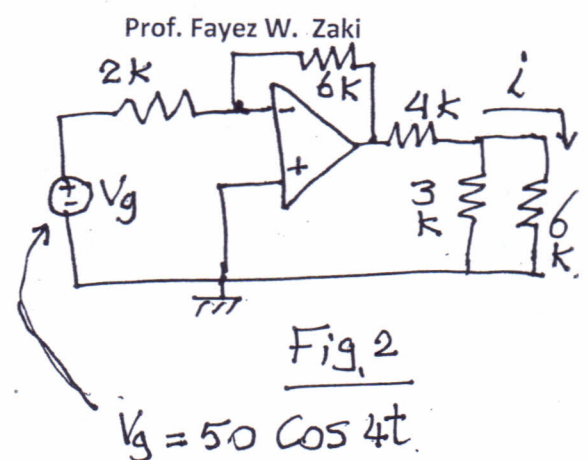 Prof. Fayez W. Zaki
2K
6K
4K
i
-
+
+
-
Vg
3
K
6
K.
Fig. 2
Vg = 50 Cos 4t